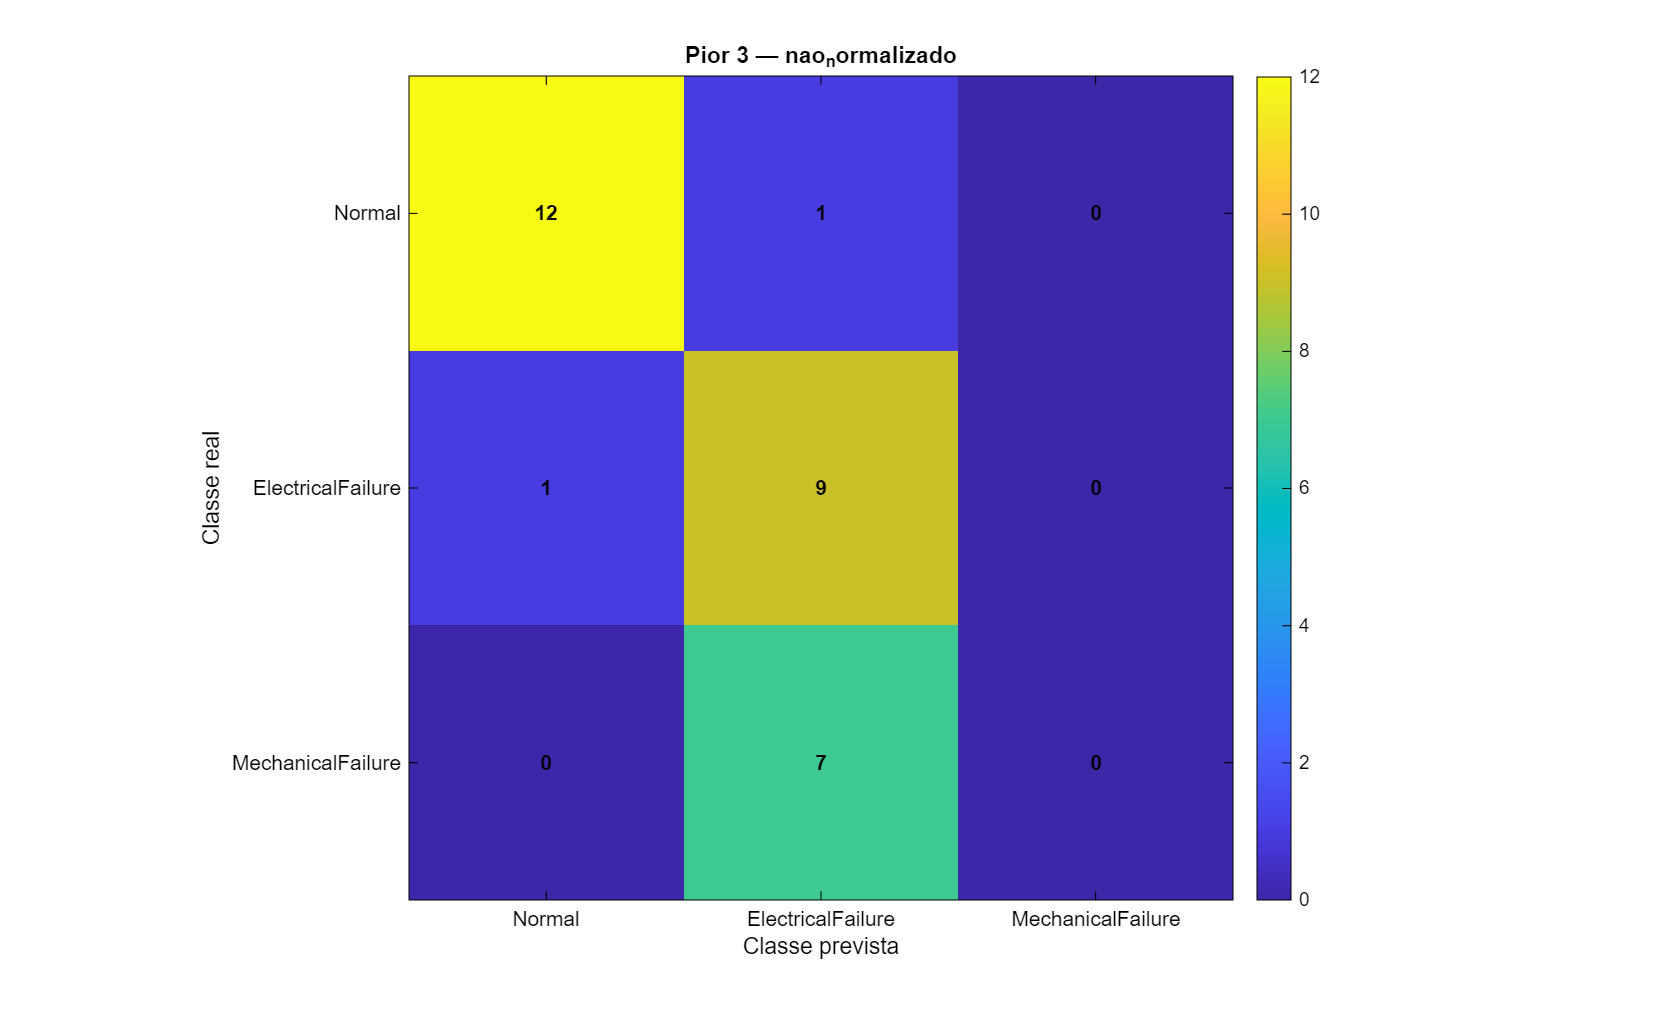 Pior 3 — nao_normalizado
12
Normal 12 1 0
10
8
Classe real
ElectricalFailure 1 9 0
6
4
MechanicalFailure 0 7 0
2
0
Normal ElectricalFailure MechanicalFailure
Classe prevista